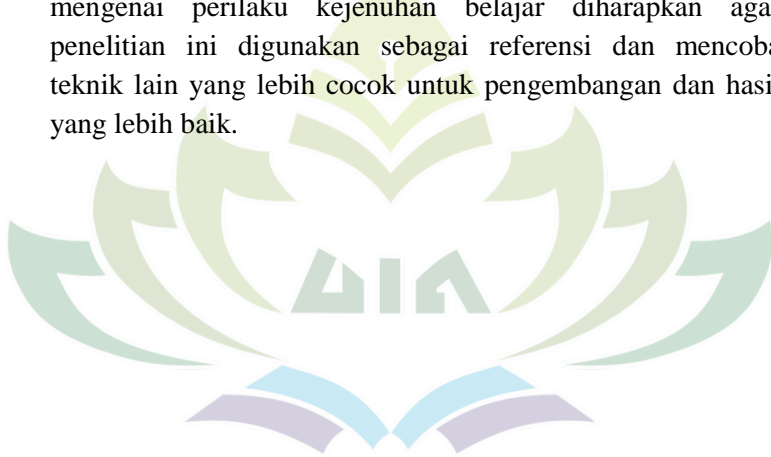 mengenai perilaku kejenuhan belajar diharapkan aga
penelitian ini digunakan sebagai referensi dan mencoba
teknik lain yang lebih cocok untuk pengembangan dan hasi
yang lebih baik.
UIN